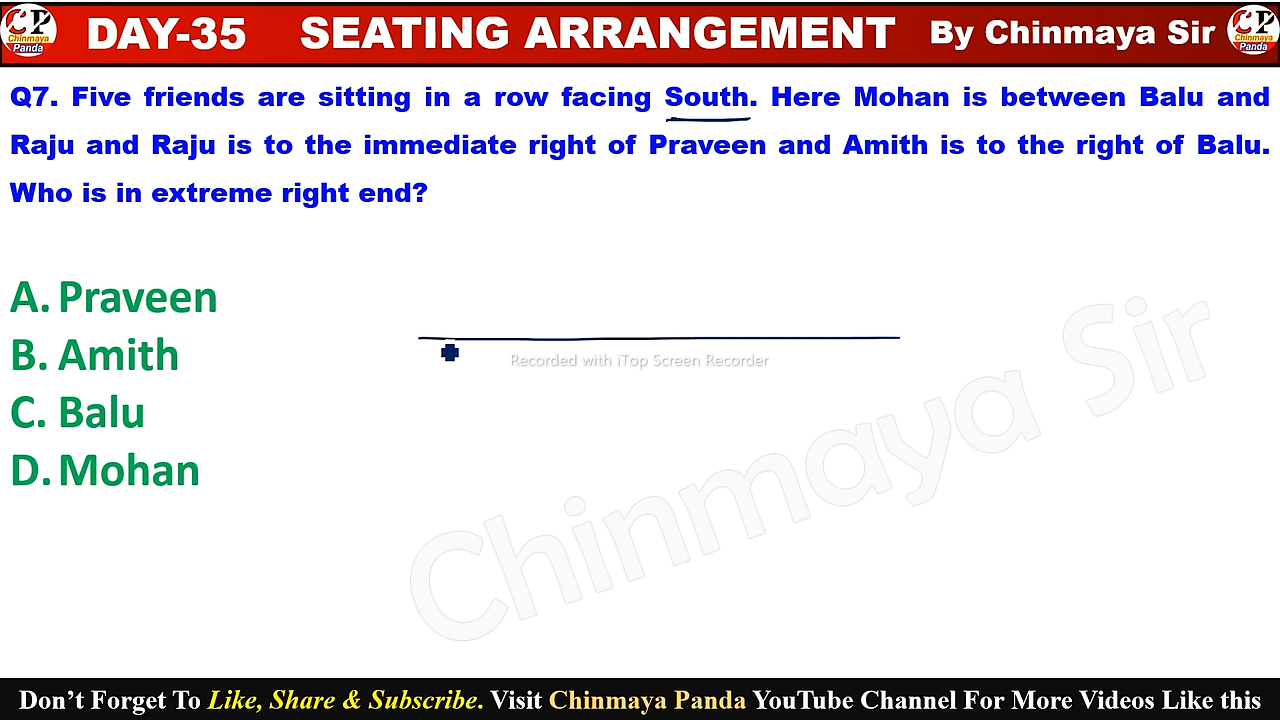 DAY-35 SEATING ARRANGEMENT By Chinmaya Sir
Chinmaya
Panda
Chinmaya
Panda
Q7. Five friends are sitting in a row facing South. Here Mohan is between Balu and
Raju and Raju is to the immediate right of Praveen and Amith is to the right of Balu.
Who is in extreme right end?
A. Praveen
B. Amith
C. Balu
D. Mohan
Recorded with iTop Screen Recorder
Chinmaya Sir
Don’t Forget To Like, Share & Subscribe. Visit Chinmaya Panda YouTube Channel For More Videos Like this